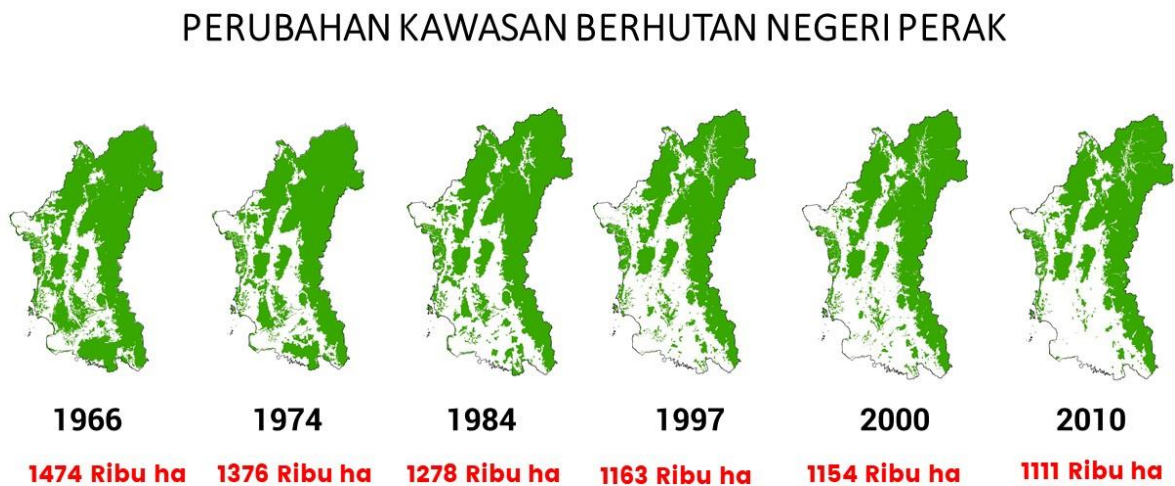 PERUBAHAN KAWASAN BERHUTAN NEGERI PERAK
1966 1974 1984 1997 2000 2010
1474 Ribu ha 1376 Ribu ha 1278 Ribu ha 1163 Ribu ha 1154 Ribu ha 1111 Ribu ha